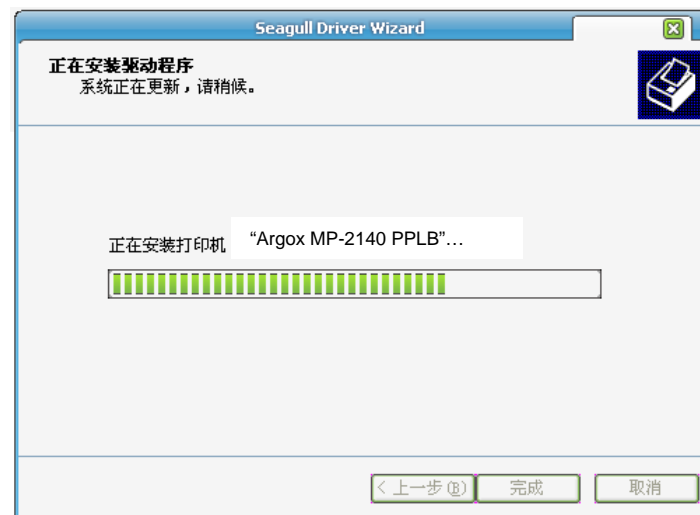 Seagull Driver Wizard
正在安装驱动程序
系统正在更新，请稍候。
正在安装打印机 “Argox MP-2140 PPLB”…
< 上一步(B) 完成 取消